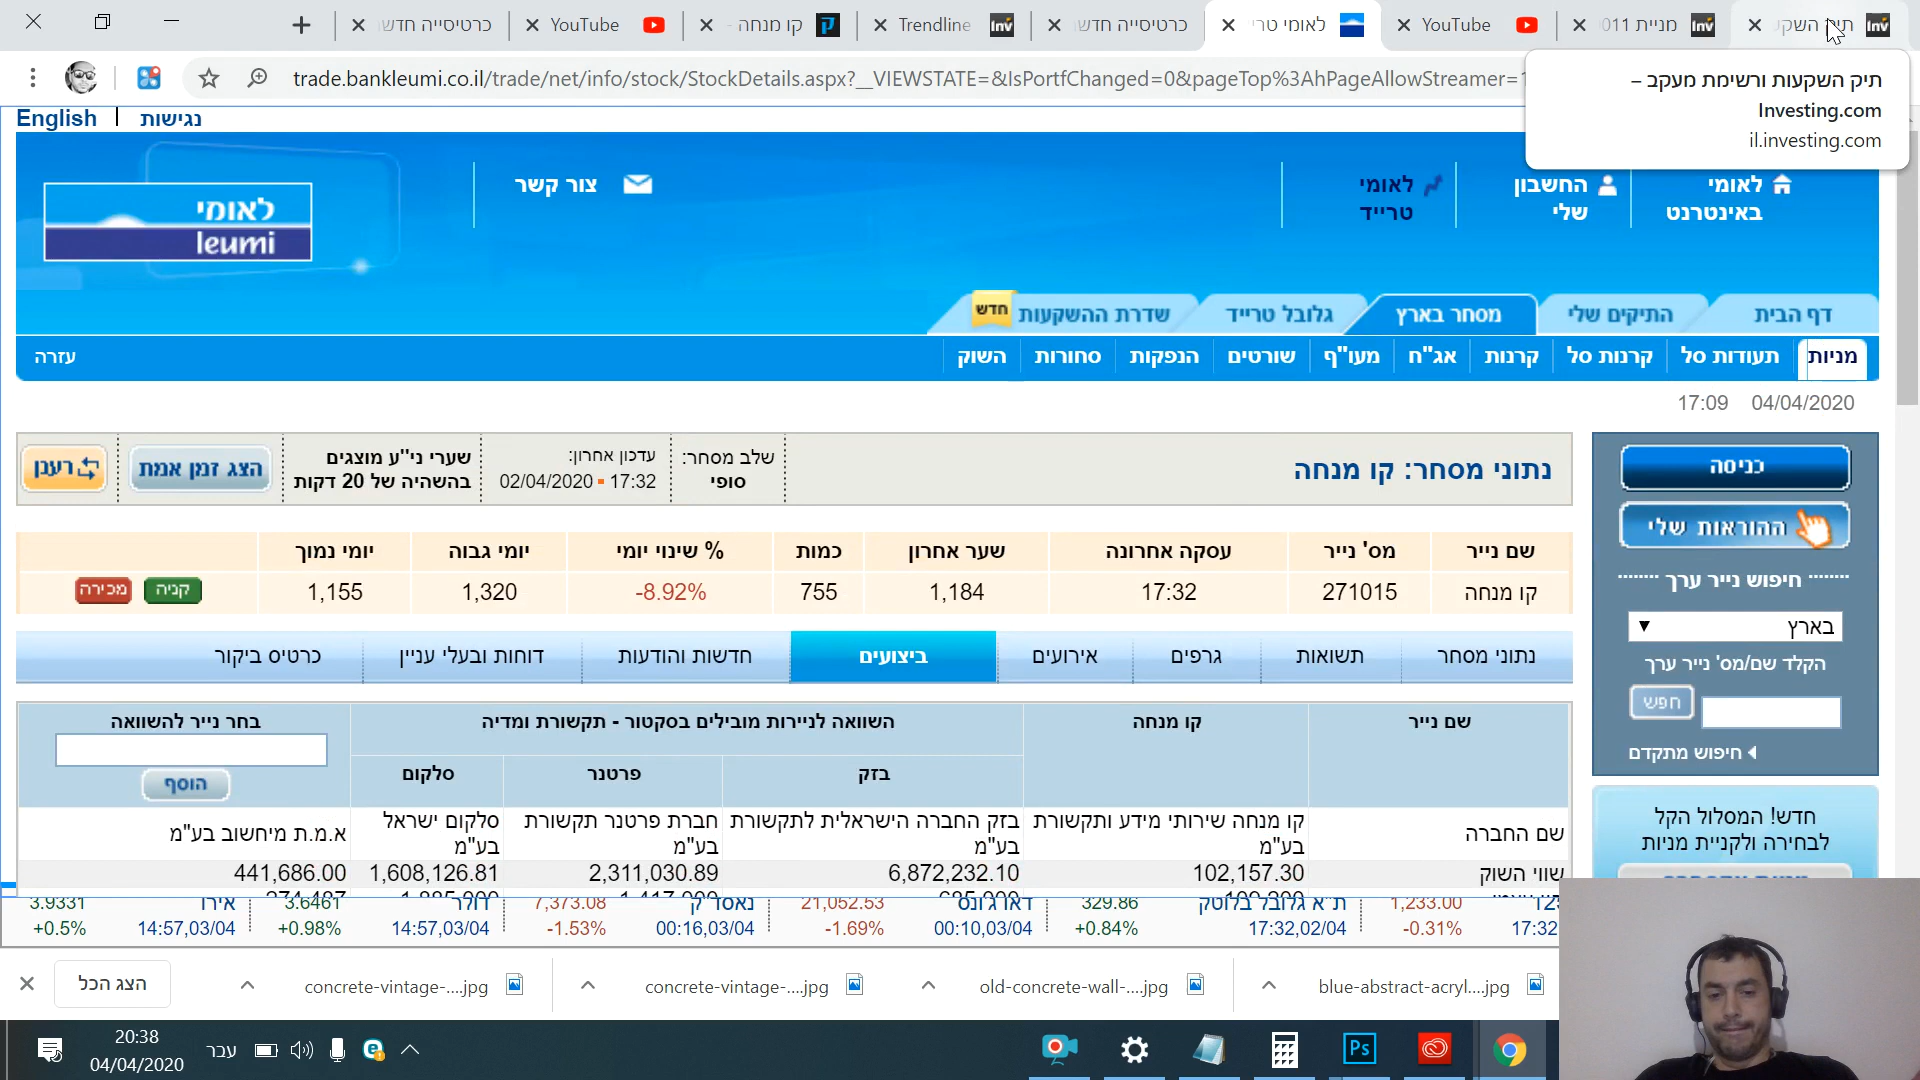 תיק השקע
מניית 011
YouTube
לאומי טרי
כרטיסייה חדשה
Trendline
קו מנחה -
YouTube
כרטיסייה חדשה
trade.bankleumi.co.il/trade/net/info/stock/StockDetails.aspx?__VIEWSTATE=&IsPortfChanged=0&pageTop%3AhPageAllowStreamer=1
תיק השקעות ורשימת מעקב –
Investing.com
il.investing.com
נגישות | English
לאומי באינטרנט
החשבון שלי
לאומי טרייד
צור קשר
לאומי
leumi
דף הבית
התיקים שלי
מסחר בארץ
גלובל טרייד
שדרת ההשקעות
חדש
מניות
תעודות סל
קרנות סל
קרנות
אג"ח
מעו"ף
שורטים
הנפקות
סחורות
השוק
עזרה
04/04/2020 17:09
נתוני מסחר: קו מנחה
שלב מסחר:
סופי
עדכון אחרון:
17:32 ▪ 02/04/2020
שערי ני''ע מוצגים
בהשהיה של 20 דקות
הצג זמן אמת
רענן
שם נייר מס' נייר עסקה אחרונה שער אחרון כמות % שינוי יומי יומי גבוה יומי נמוך
קו מנחה 271015 17:32 1,184 755 -8.92% 1,320 1,155 קניה מכירה
נתוני מסחר תשואות גרפים אירועים ביצועים חדשות והודעות דוחות ובעלי עניין כרטיס ביקור
שם נייר
קו מנחה
השוואה לניירות מובילים בסקטור - תקשורת ומדיה
בזק פרטנר סלקום
בחר נייר להשוואה
הוסף
שם החברה
קו מנחה שירותי מידע ותקשורת בע"מ
בזק החברה הישראלית לתקשורת
חברת פרטנר תקשורת בע"מ
סלקום ישראל בע"מ
א.מ.ת מיחשוב בע"מ
שווי השוק 102,157.30 6,872,232.10 2,311,030.89 1,608,126.81 441,686.00
כניסה
ההוראות שלי
חיפוש נייר ערך
בארץ
הקלד שם/מס' נייר ערך
חפש
חיפוש מתקדם
חדש! המסלול הקל
לבחירה ולקניית מניות
1,233.00
-0.31% 17:32
ת"א גלובל בלוטק 329.86
17:32,02/04 +0.84%
דאו ג'ונס 21,052.53
00:10,03/04 -1.69%
נאסד"ק 7,373.08
00:16,03/04 -1.53%
דולר 3.6461
14:57,03/04 +0.98%
אירו 3.9331
14:57,03/04 +0.5%
blue-abstract-acryl....jpg
old-concrete-wall-....jpg
concrete-vintage-....jpg
concrete-vintage-....jpg
הצג הכל
Ps
עבר
20:38
04/04/2020